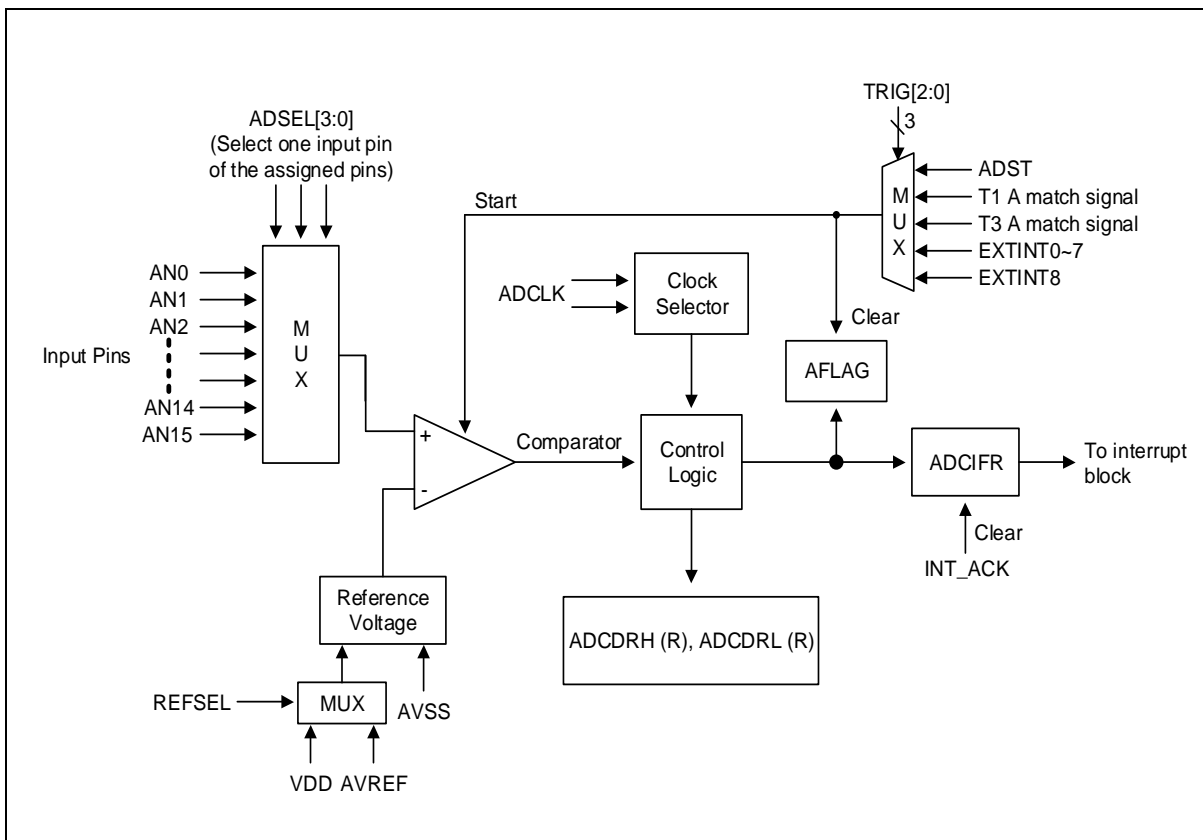 TRIG[2:0]
3
ADSEL[3:0]
(Select one input pin
of the assigned pins)
ADST
T1 A match signal
T3 A match signal
EXTINT0~7
EXTINT8
M
U
X
Start
AN0
AN1
AN2
Input Pins
AN14
AN15
M
U
X
ADCLK
Clock
Selector
Clear
AFLAG
+
-
Comparator
Control
Logic
ADCIFR
To interrupt
block
Clear
INT_ACK
Reference
Voltage
ADCDRH (R), ADCDRL (R)
REFSEL
MUX
AVSS
VDD AVREF